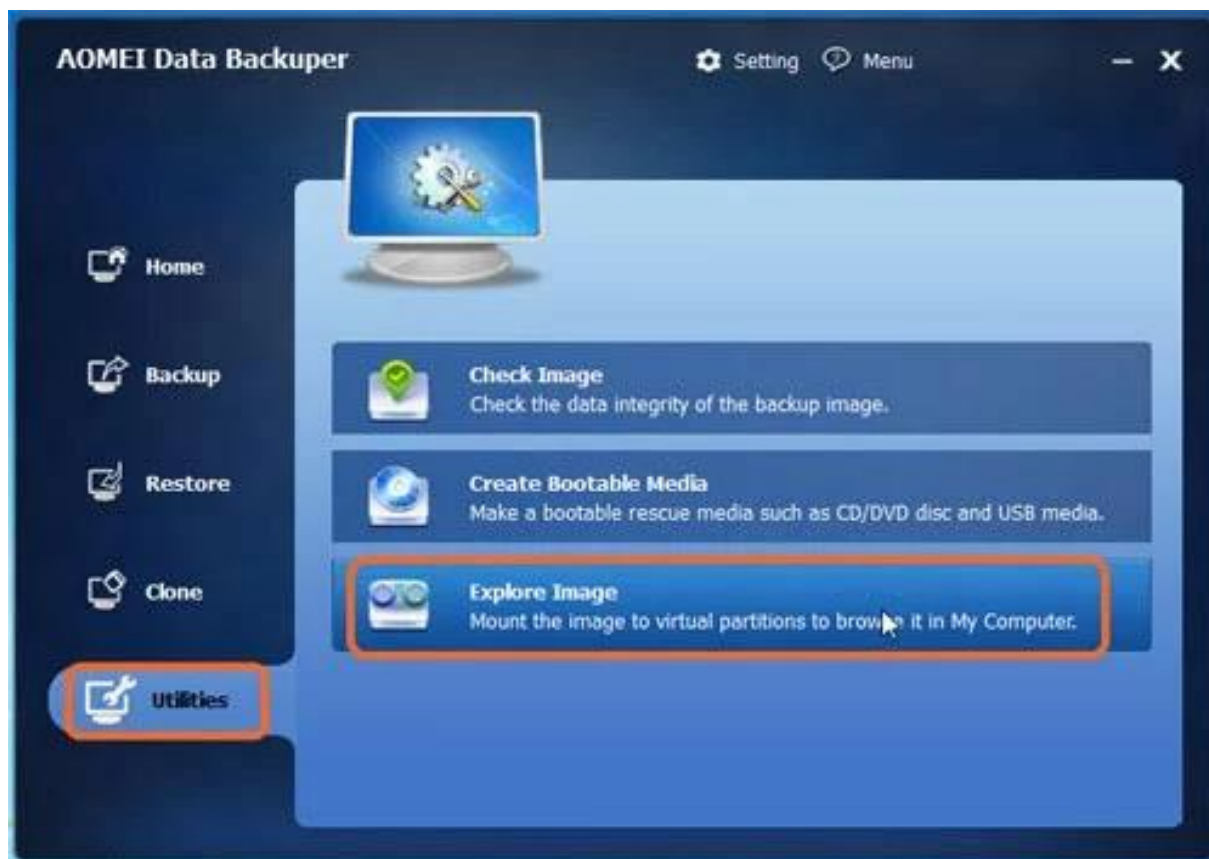 AOMEI Data Backuper
Setting Menu
Home
Backup
Restore
Clone
Utilities
Check Image
Check the data integrity of the backup image.
Create Bootable Media
Make a bootable rescue media such as CD/DVD disc and USB media.
Explore Image
Mount the image to virtual partitions to browse it in My Computer.